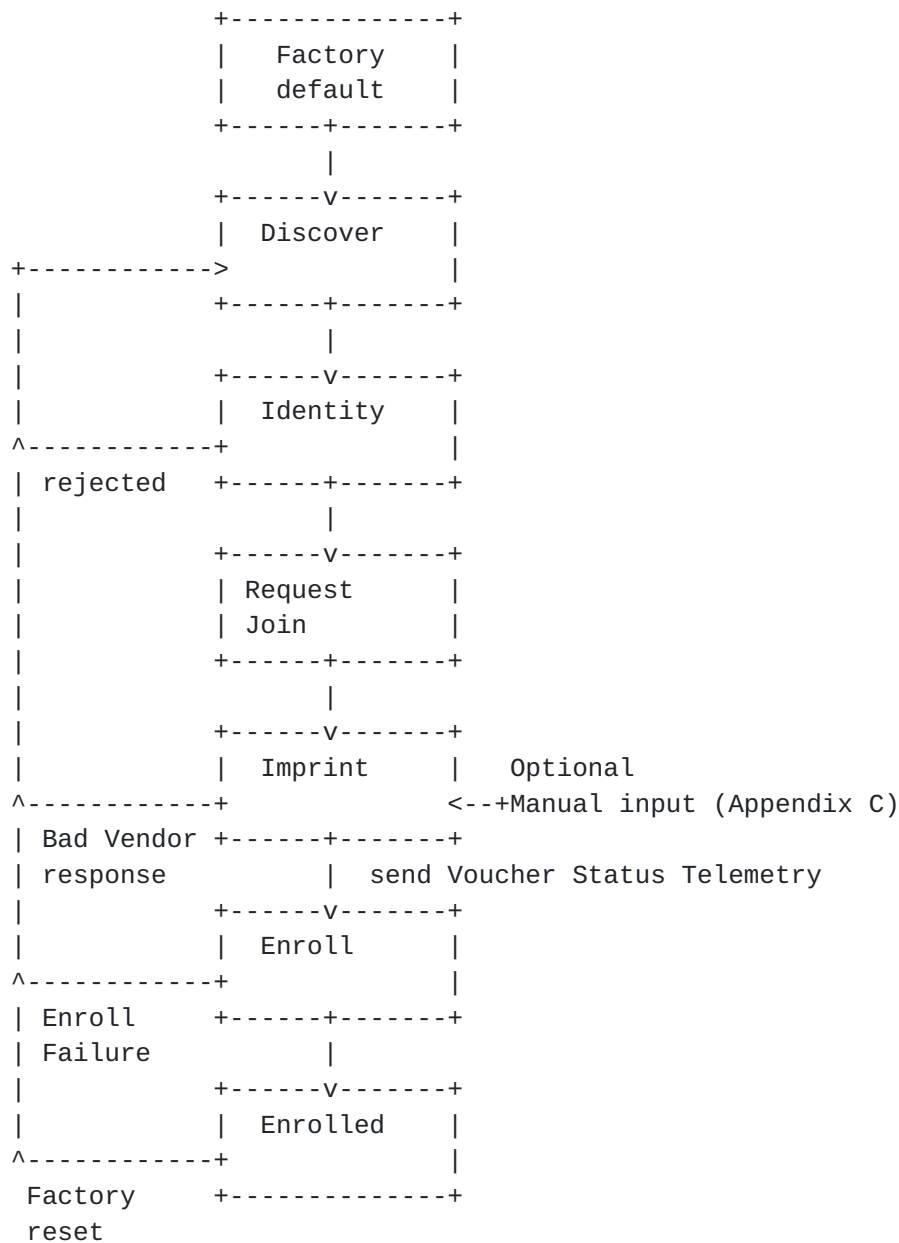 Factory
default
Discover
Identity
rejected
Request
Join
Imprint Optional
Manual input (Appendix C)
Bad Vendor
response send Voucher Status Telemetry
Enroll
Enroll
Failure
Enrolled
Factory
reset